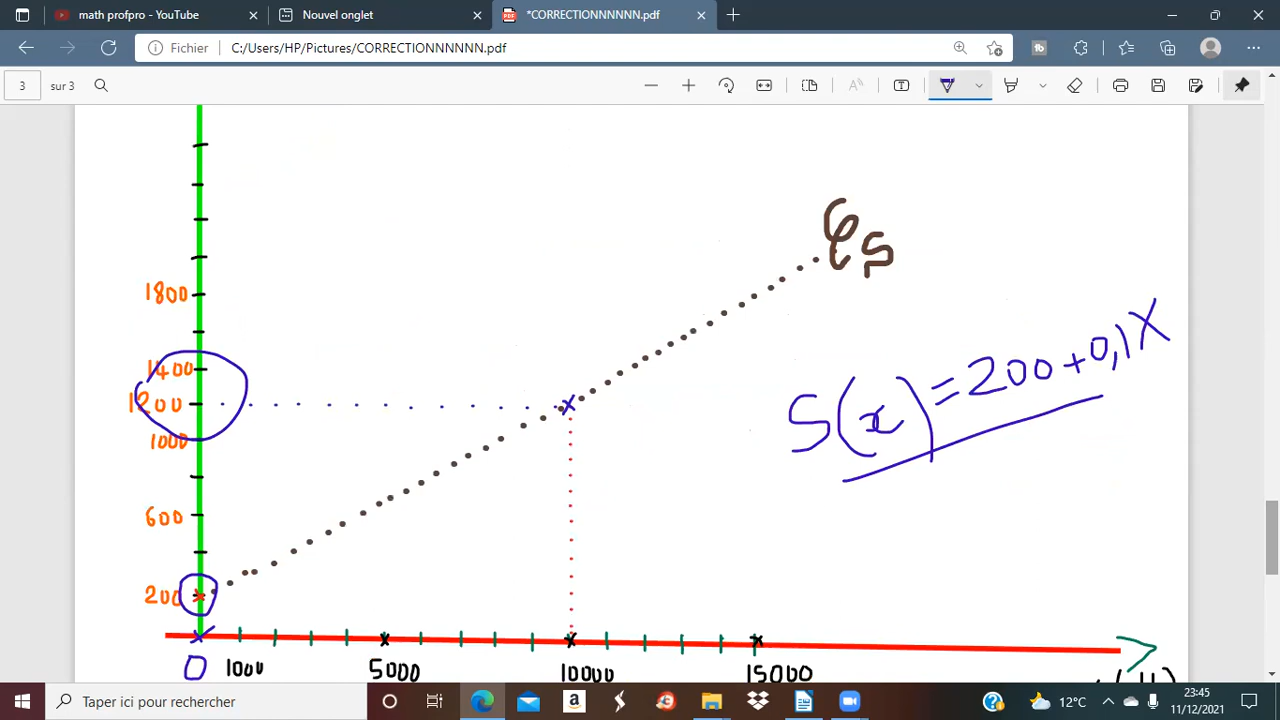 math profpro - YouTube
Nouvel onglet
*CORRECTIONNNNNN.pdf
Fichier C:/Users/HP/Pictures/CORRECTIONNNNNN.pdf
3 sur 3
1800
1400
1200
1000
600
200
S
S(x) = 200+0,1X
0 1000 5000 10000 15000
Taper ici pour rechercher
12°C
23:45
11/12/2021